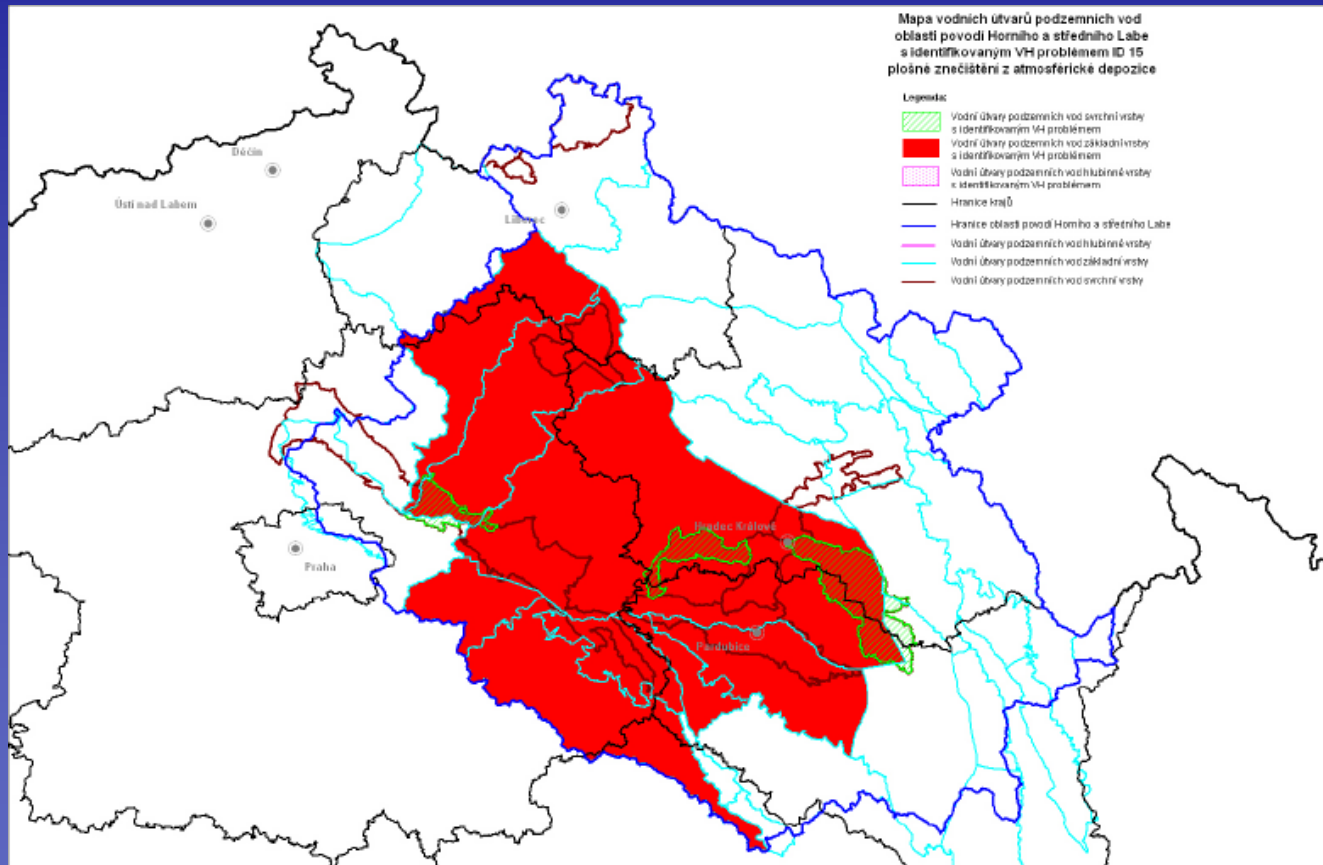 Mapa vodních útvarů podzemních vod
oblasti povodí Horního a středního Labe
s identifikovaným VH problémem ID 15
plošné znečištění z atmosférické depozice
Legenda:
Vodní útvary podzemních vod svrchní vrstvy
s identifikovaným VH problémem
Vodní útvary podzemních vod základní vrstvy
s identifikovaným VH problémem
Vodní útvary podzemních vod hlubinné vrstvy
s identifikovaným VH problémem
Hranice krajů
Hranice oblasti povodí Horního a středního Labe
Vodní útvary podzemních vod hlubinné vrstvy
Vodní útvary podzemních vod základní vrstvy
Vodní útvary podzemních vod svrchní vrstvy
Děčín
Ústí nad Labem
Liberec
Hradec Králové
Praha
Pardubice